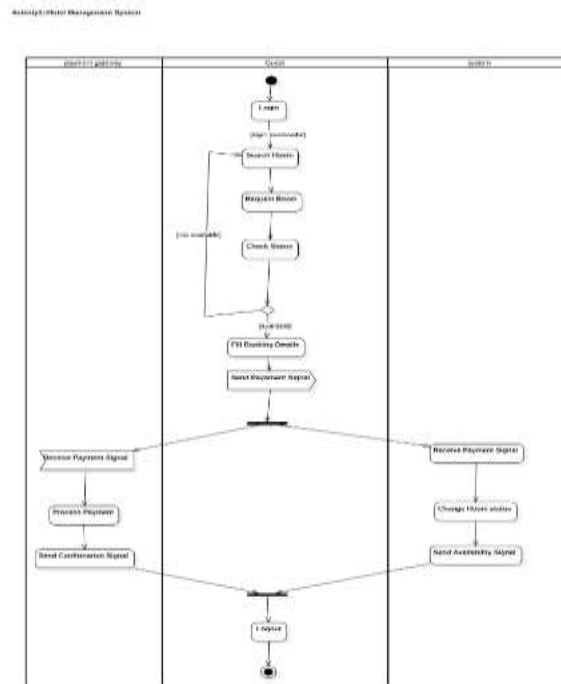 Activity1::Hotel Management System
payment gateway
Guest
system
Login
[login successful]
Search Room
Request Room
[not available]
Check Status
[available]
Fill Booking Details
Send Payment Signal
Receive Payment Signal
Receive Payment Signal
Process Payment
Change Room status
Send Confirmation Signal
Send Availability Signal
Logout